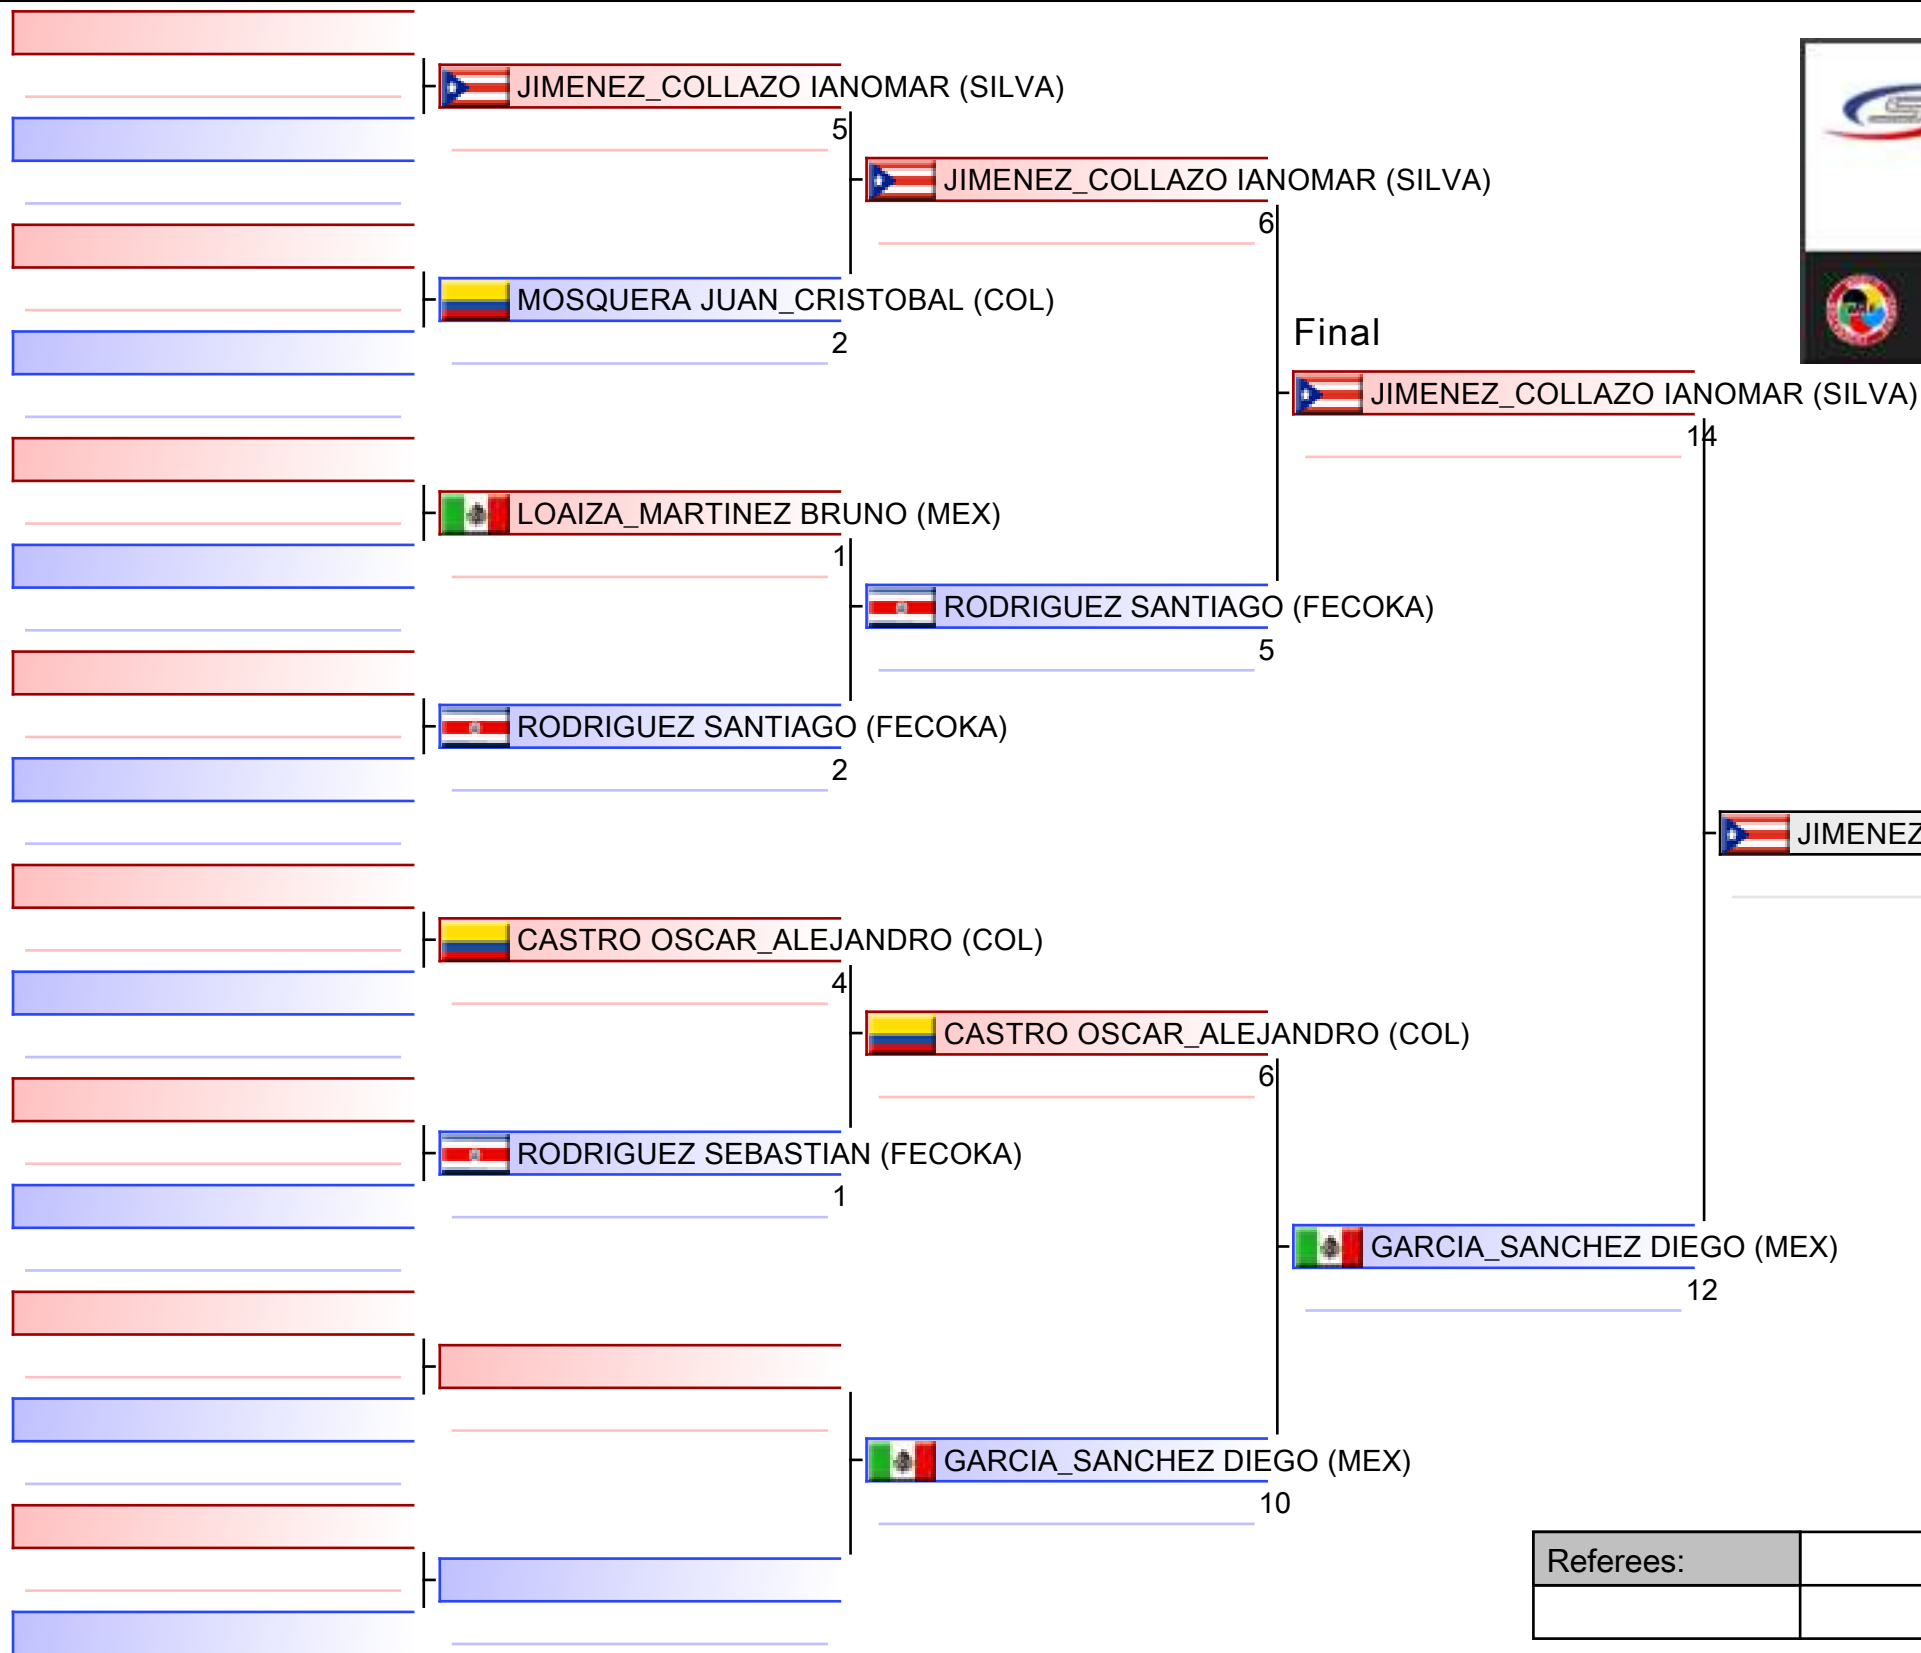 JIMENEZ_COLLAZO IANOMAR (SILVA)
5
JIMENEZ_COLLAZO IANOMAR (SILVA)
6
MOSQUERA JUAN_CRISTOBAL (COL)
2
Final
JIMENEZ_COLLAZO IANOMAR (SILVA)
14
LOAIZA_MARTINEZ BRUNO (MEX)
1
RODRIGUEZ SANTIAGO (FECOKA)
5
RODRIGUEZ SANTIAGO (FECOKA)
2
JIMENEZ
CASTRO OSCAR_ALEJANDRO (COL)
4
CASTRO OSCAR_ALEJANDRO (COL)
6
RODRIGUEZ SEBASTIAN (FECOKA)
1
GARCIA_SANCHEZ DIEGO (MEX)
12
GARCIA_SANCHEZ DIEGO (MEX)
10
Referees: